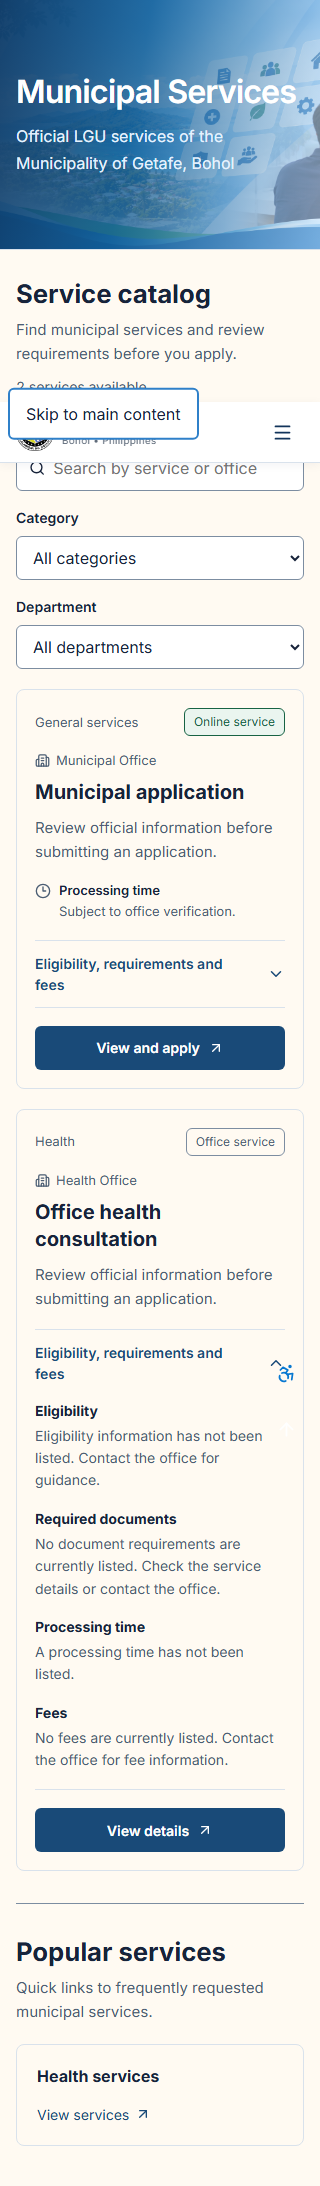 Municipal Services
Official LGU services of the
Municipality of Getafe, Bohol
Service catalog
Find municipal services and review
requirements before you apply.
2 services available
Skip to main content
Bohol • Philippines
Search by service or office
Category
All categories
Department
All departments
General services
Online service
Municipal Office
Municipal application
Review official information before
submitting an application.
Processing time
Subject to office verification.
Eligibility, requirements and
fees
View and apply
Health
Office service
Health Office
Office health
consultation
Review official information before
submitting an application.
Eligibility, requirements and
fees
Eligibility
Eligibility information has not been
listed. Contact the office for
guidance.
Required documents
No document requirements are
currently listed. Check the service
details or contact the office.
Processing time
A processing time has not been
listed.
Fees
No fees are currently listed. Contact
the office for fee information.
View details
Popular services
Quick links to frequently requested
municipal services.
Health services
View services